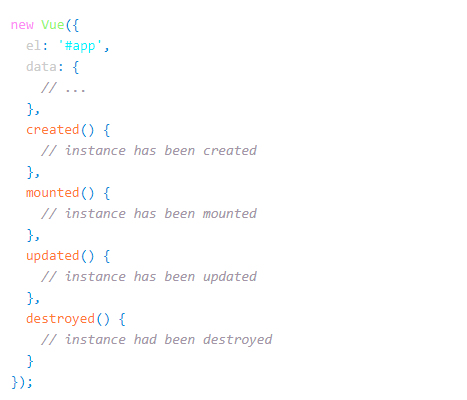 new Vue({
  el: '#app',
  data: {
    // ...
  },
  created() {
    // instance has been created
  },
  mounted() {
    // instance has been mounted
  },
  updated() {
    // instance has been updated
  },
  destroyed() {
    // instance had been destroyed
  }
});